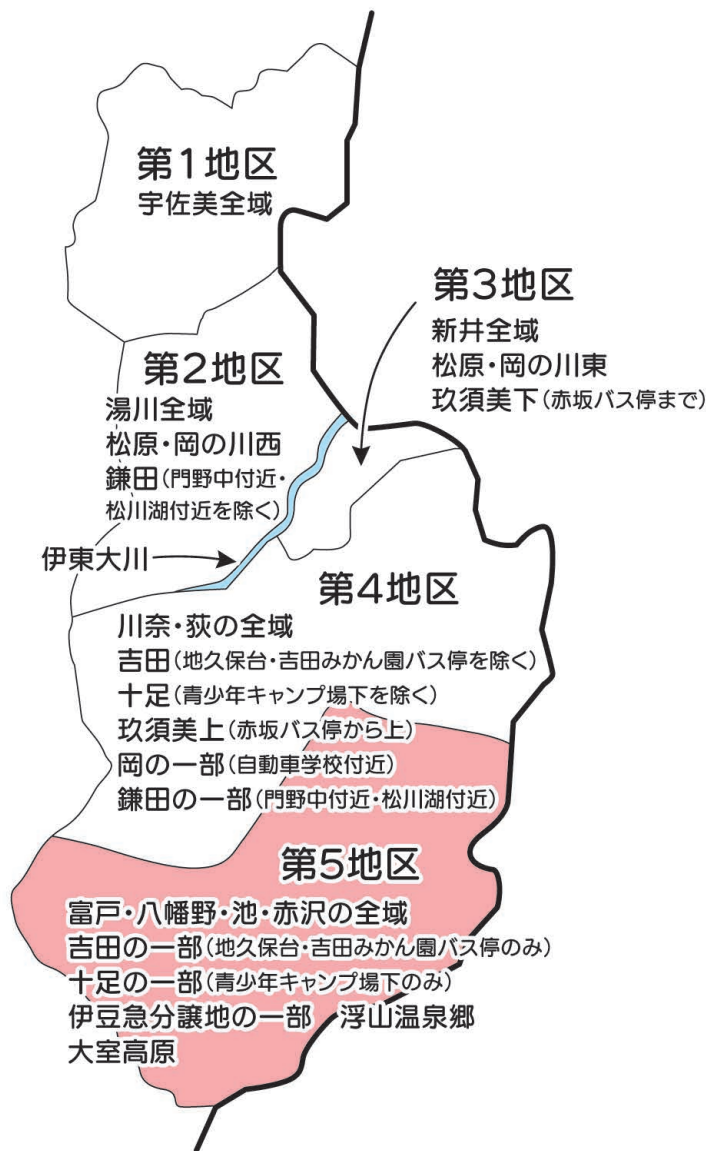 第1地区
宇佐美全域
第3地区
新井全域
松原・岡の川東
玖須美下(赤坂バス停まで)
第2地区
湯川全域
松原・岡の川西
鎌田(門野中付近・
松川湖付近を除く)
伊東大川
第4地区
川奈・荻の全域
吉田(地久保台・吉田みかん園バス停を除く)
十足(青少年キャンプ場下を除く)
玖須美上(赤坂バス停から上)
岡の一部(自動車学校付近)
鎌田の一部(門野中付近・松川湖付近)
第5地区
富戸・八幡野・池・赤沢の全域
吉田の一部(地久保台・吉田みかん園バス停のみ)
十足の一部(青少年キャンプ場下のみ)
伊豆急分譲地の一部　浮山温泉郷
大室高原